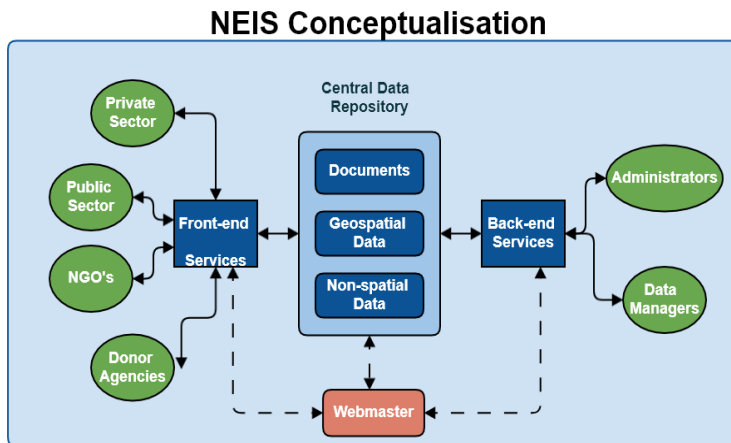 NEIS Conceptualisation
Central Data
Repository
Private
Sector
Public
Sector
NGO's
Donor
Agencies
Front-end
Services
Documents
Geospatial
Data
Non-spatial
Data
Back-end
Services
Administrators
Data
Managers
Webmaster